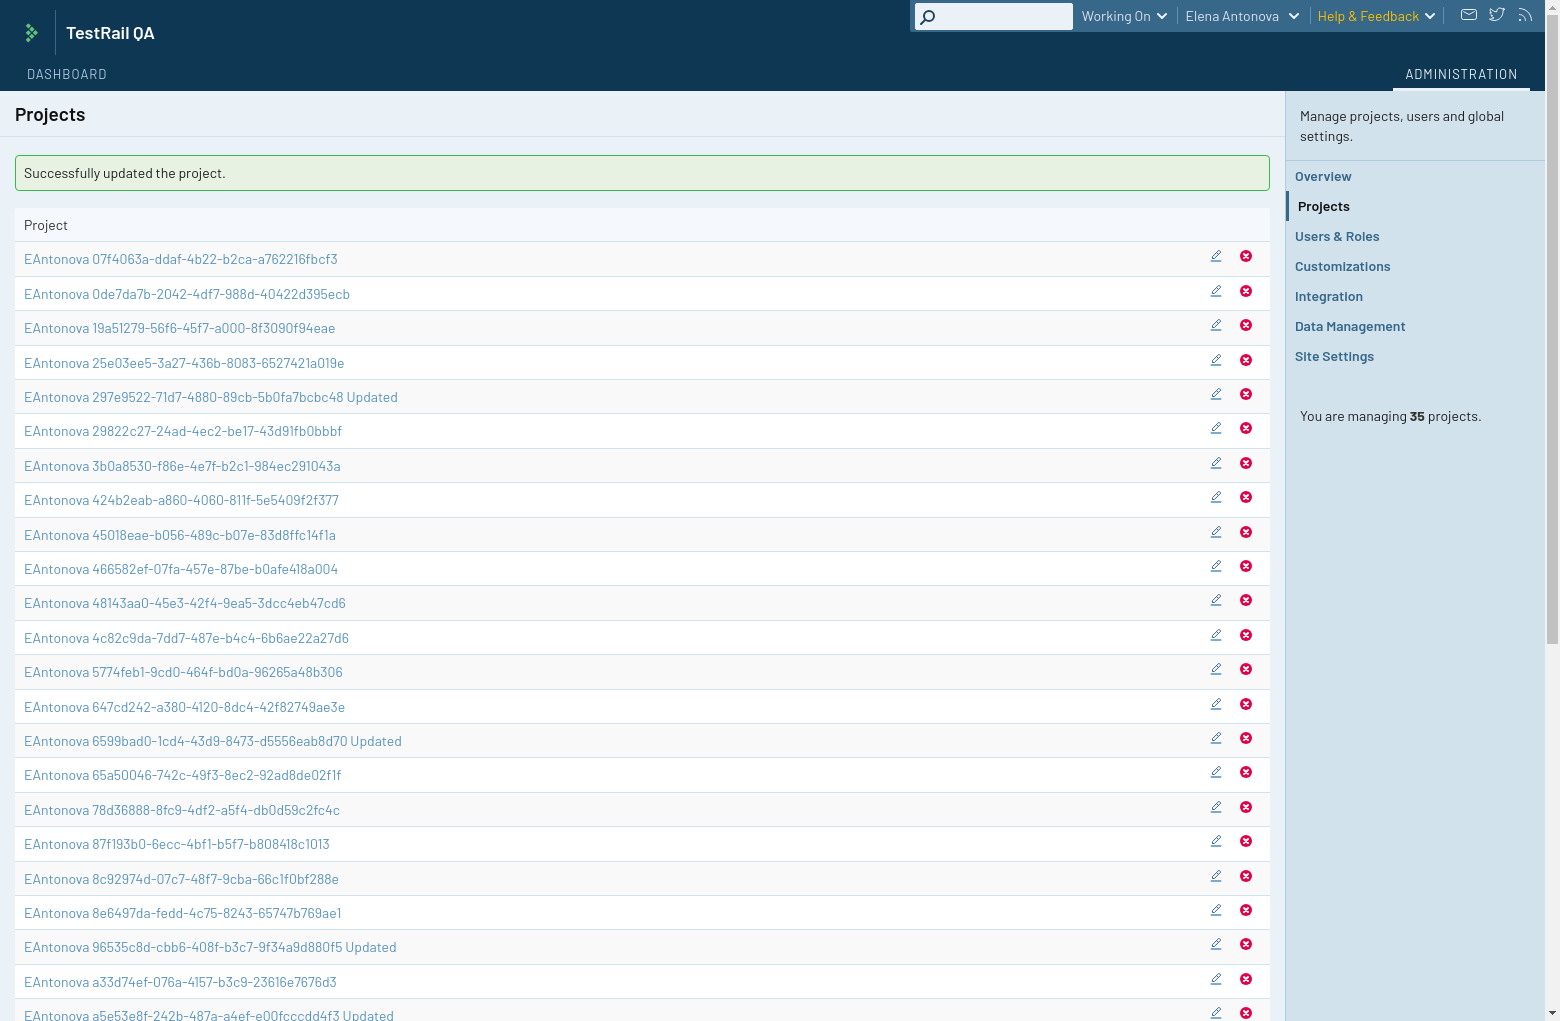 TestRail QA
Working On
Elena Antonova
Help & Feedback
DASHBOARD
ADMINISTRATION
Projects
Successfully updated the project.
Project
EAntonova 07f4063a-ddaf-4b22-b2ca-a762216fbcf3
EAntonova 0de7da7b-2042-4df7-988d-40422d395ecb
EAntonova 19a51279-56f6-45f7-a000-8f3090f94eae
EAntonova 25e03ee5-3a27-436b-8083-6527421a019e
EAntonova 297e9522-71d7-4880-89cb-5b0fa7bcbc48 Updated
EAntonova 29822c27-24ad-4ec2-be17-43d91fb0bbbf
EAntonova 3b0a8530-f86e-4e7f-b2c1-984ec291043a
EAntonova 424b2eab-a860-4060-811f-5e5409f2f377
EAntonova 45018eae-b056-489c-b07e-83d8ffc14f1a
EAntonova 466582ef-07fa-457e-87be-b0afe418a004
EAntonova 48143aa0-45e3-42f4-9ea5-3dcc4eb47cd6
EAntonova 4c82c9da-7dd7-487e-b4c4-6b6ae22a27d6
EAntonova 5774feb1-9cd0-464f-bd0a-96265a48b306
EAntonova 647cd242-a380-4120-8dc4-42f82749ae3e
EAntonova 6599bad0-1cd4-43d9-8473-d5556eab8d70 Updated
EAntonova 65a50046-742c-49f3-8ec2-92ad8de02f1f
EAntonova 78d36888-8fc9-4df2-a5f4-db0d59c2fc4c
EAntonova 87f193b0-6ecc-4bf1-b5f7-b808418c1013
EAntonova 8c92974d-07c7-48f7-9cba-66c1f0bf288e
EAntonova 8e6497da-fedd-4c75-8243-65747b769ae1
EAntonova 96535c8d-cbb6-408f-b3c7-9f34a9d880f5 Updated
EAntonova a33d74ef-076a-4157-b3c9-23616e7676d3
EAntonova a5e53e8f-242b-487a-a4ef-e00fcccdd4f3 Updated
Manage projects, users and global
settings.
Overview
Projects
Users & Roles
Customizations
Integration
Data Management
Site Settings
You are managing 35 projects.